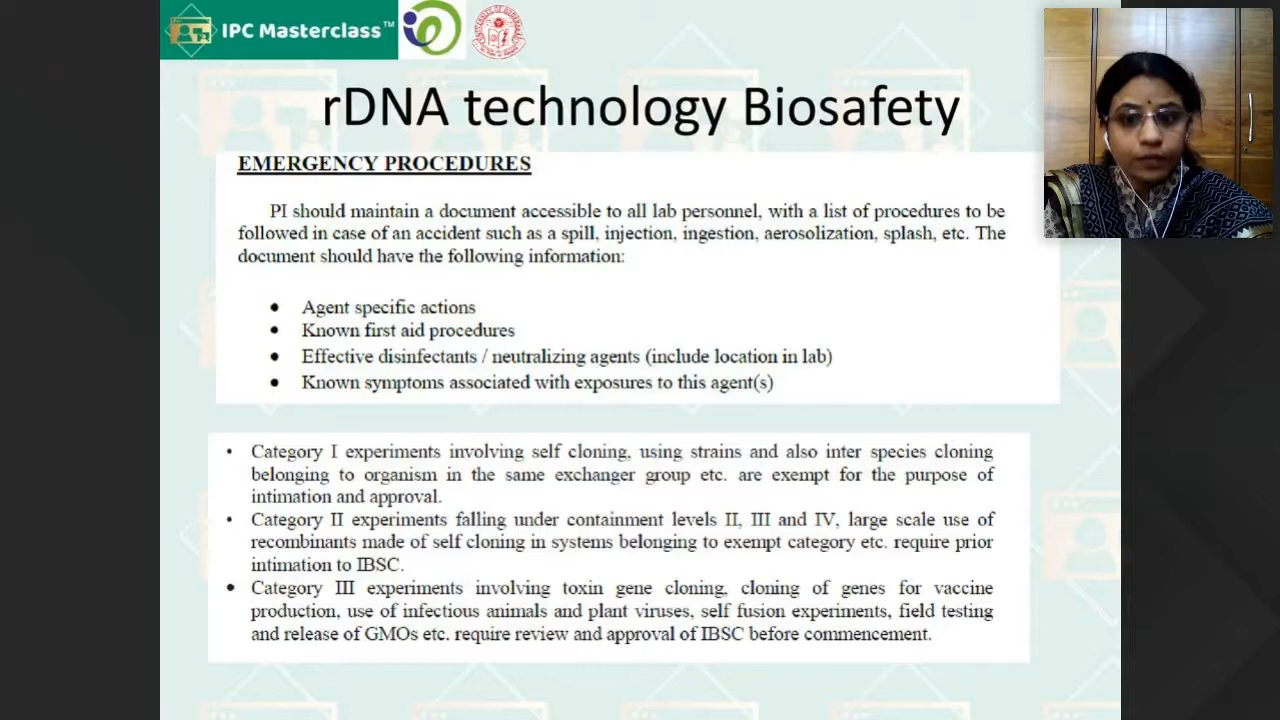 IPC Masterclass™
rDNA technology Biosafety
EMERGENCY PROCEDURES
PI should maintain a document accessible to all lab personnel, with a list of procedures to be
followed in case of an accident such as a spill, injection, ingestion, aerosolization, splash, etc. The
document should have the following information:
• Agent specific actions
• Known first aid procedures
• Effective disinfectants / neutralizing agents (include location in lab)
• Known symptoms associated with exposures to this agent(s)
• Category I experiments involving self cloning, using strains and also inter species cloning
belonging to organism in the same exchanger group etc. are exempt for the purpose of
intimation and approval.
• Category II experiments falling under containment levels II, III and IV, large scale use of
recombinants made of self cloning in systems belonging to exempt category etc. require prior
intimation to IBSC.
• Category III experiments involving toxin gene cloning, cloning of genes for vaccine
production, use of infectious animals and plant viruses, self fusion experiments, field testing
and release of GMOs etc. require review and approval of IBSC before commencement.